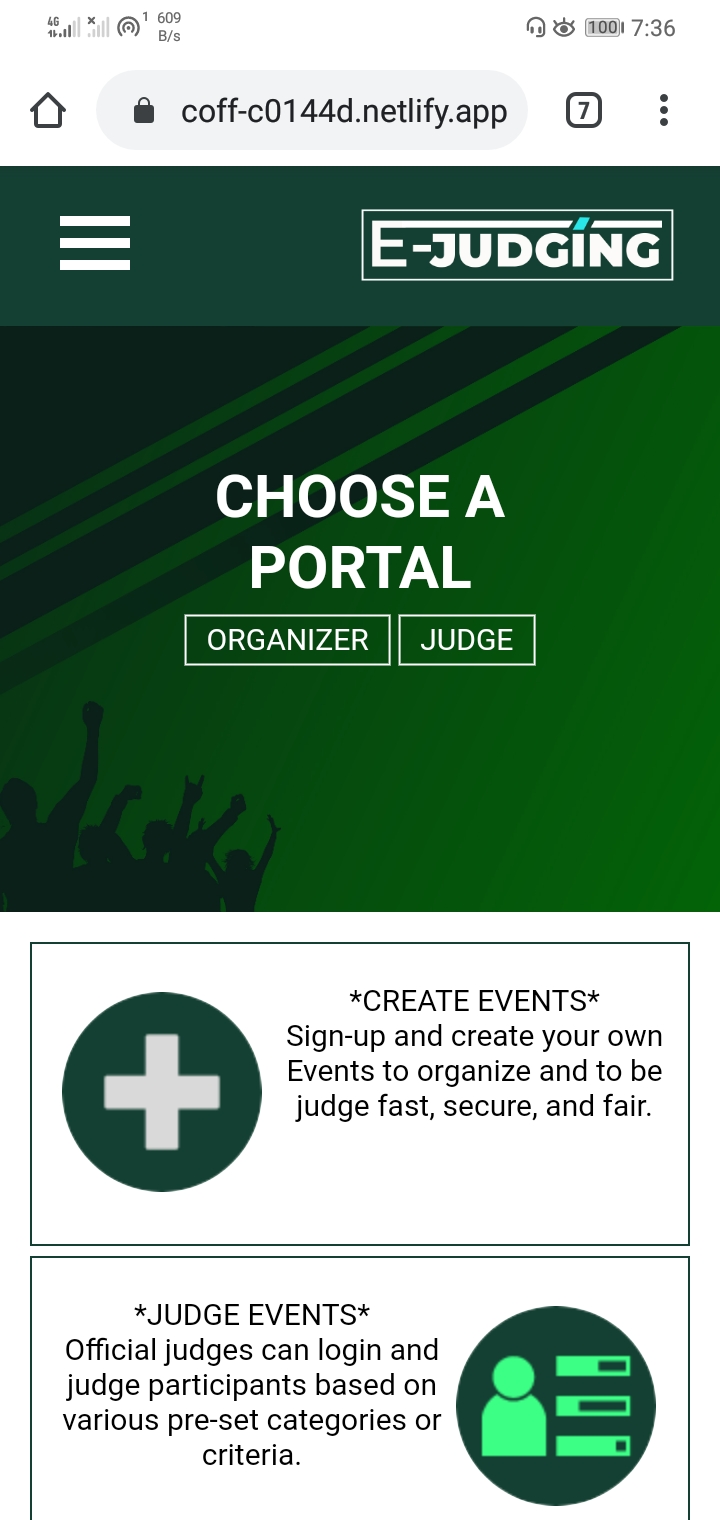 4G 1 609 B/s 100 7:36
coff-c0144d.netlify.app 7
E-JUDGING
CHOOSE A
PORTAL
ORGANIZER JUDGE
*CREATE EVENTS*
Sign-up and create your own
Events to organize and to be
judge fast, secure, and fair.
*JUDGE EVENTS*
Official judges can login and
judge participants based on
various pre-set categories or
criteria.